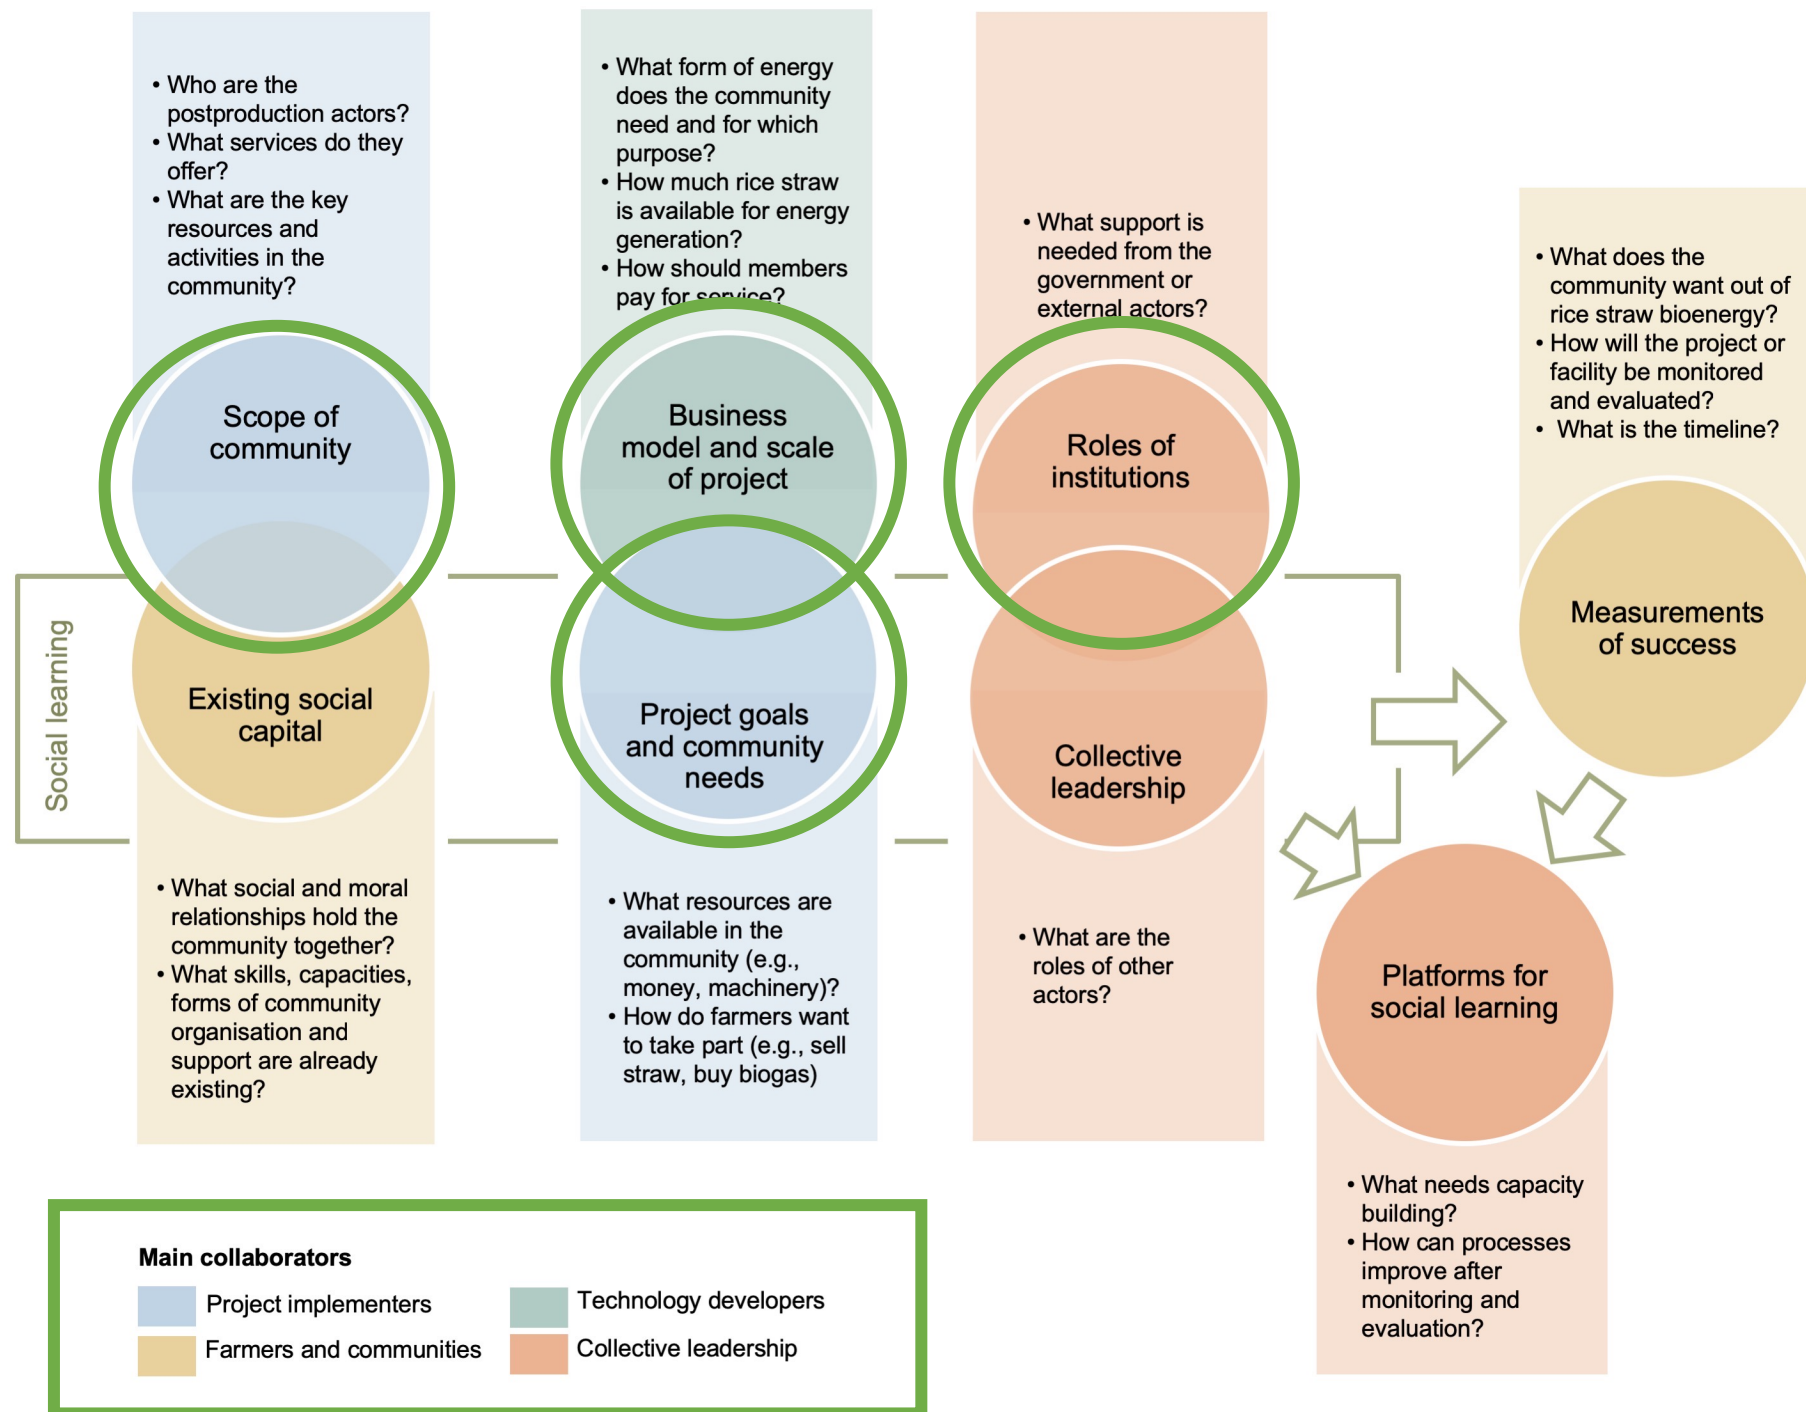 • Who are the
postproduction actors?
• What services do they
offer?
• What are the key
resources and
activities in the
community?
Scope of
community
Existing social
capital
• What social and moral
relationships hold the
community together?
• What skills, capacities,
forms of community
organisation and
support are already
existing?
Social learning
• What form of energy
does the community
need and for which
purpose?
• How much rice straw
is available for energy
generation?
• How should members
pay for service?
Business
model and scale
of project
Project goals
and community
needs
• What resources are
available in the
community (e.g.,
money, machinery)?
• How do farmers want
to take part (e.g., sell
straw, buy biogas)
• What support is
needed from the
government or
external actors?
Roles of
institutions
Collective
leadership
• What are the
roles of other
actors?
• What does the
community want out of
rice straw bioenergy?
• How will the project or
facility be monitored
and evaluated?
• What is the timeline?
Measurements
of success
Platforms for
social learning
• What needs capacity
building?
• How can processes
improve after
monitoring and
evaluation?
Main collaborators
Project implementers
Farmers and communities
Technology developers
Collective leadership